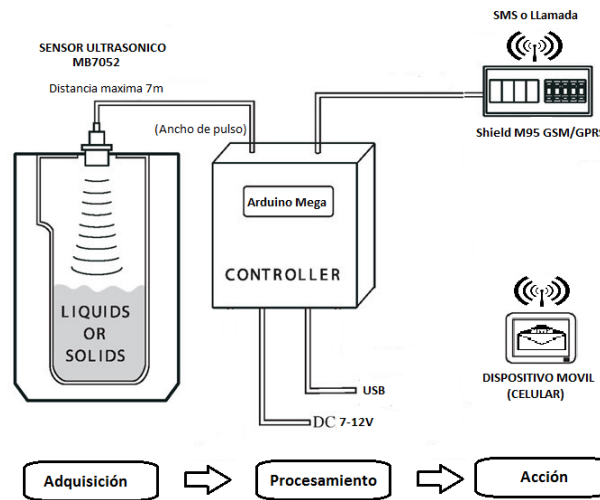 SENSOR ULTRASONICO
MB7052
Distancia maxima 7m
(Ancho de pulso)
SMS o LLamada
Shield M95 GSM/GPRS
Arduino Mega
CONTROLLER
LIQUIDS
OR
SOLIDS
USB
DC 7-12V
DISPOSITIVO MOVIL
(CELULAR)
Adquisición
Procesamiento
Acción